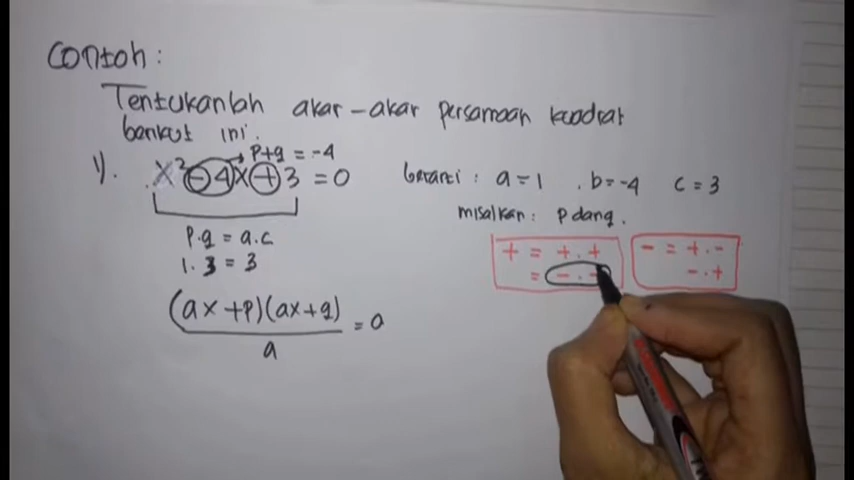 Contoh :
Tentukanlah akar-akar persamaan kuadrat
berikut ini.
p+q = -4
1). x² - 4x + 3 = 0 berarti : a = 1 , b = -4 c = 3
misalkan : p dan q .
p.q = a.c
1. 3 = 3
+ = +.+
= -.-
- = +.-
-.+
(ax + p)(ax + q) = 0
a